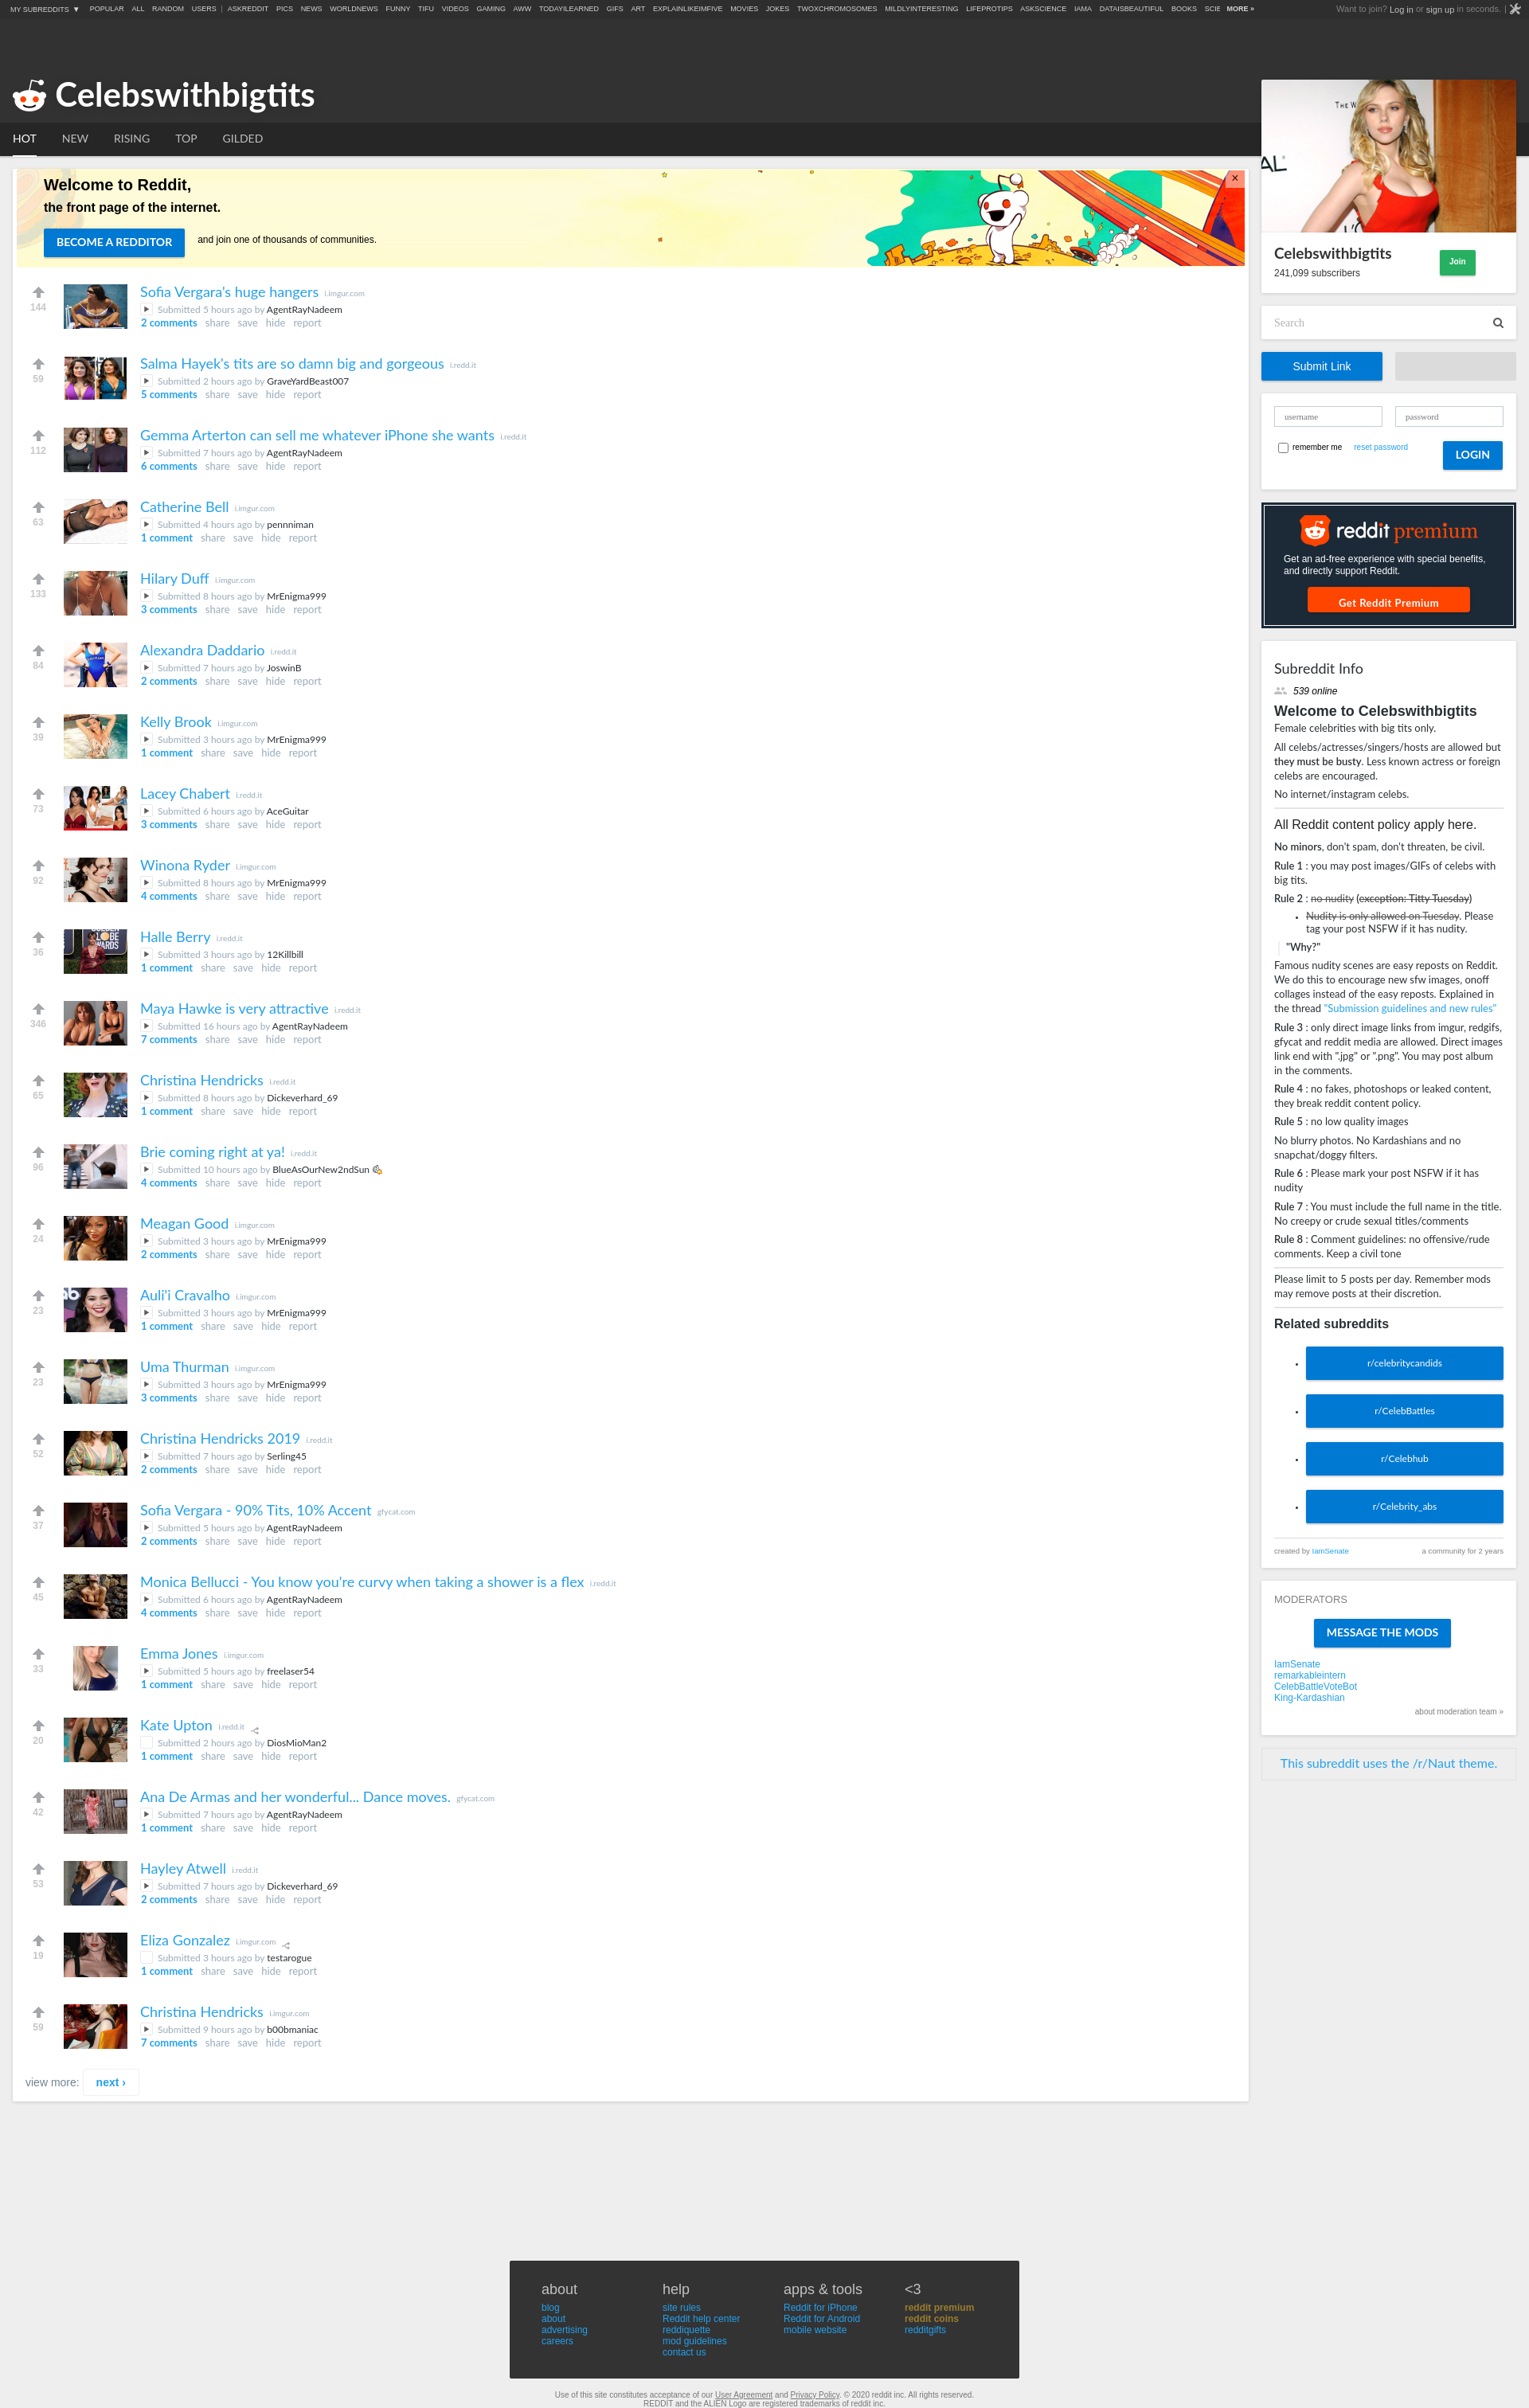 MY SUBREDDITS ▼ POPULAR ALL RANDOM USERS | ASKREDDIT PICS NEWS WORLDNEWS FUNNY TIFU VIDEOS GAMING AWW TODAYILEARNED GIFS ART EXPLAINLIKEIMFIVE MOVIES JOKES TWOXCHROMOSOMES MILDLYINTERESTING LIFEPROTIPS ASKSCIENCE IAMA DATAISBEAUTIFUL BOOKS SCIE MORE »
Want to join? Log in or sign up in seconds. |
Celebswithbigtits
HOT NEW RISING TOP GILDED
Welcome to Reddit,
the front page of the internet.
BECOME A REDDITOR and join one of thousands of communities.
×
144
Sofia Vergara's huge hangers i.imgur.com
Submitted 5 hours ago by AgentRayNadeem
2 comments share save hide report
59
Salma Hayek's tits are so damn big and gorgeous i.redd.it
Submitted 2 hours ago by GraveYardBeast007
5 comments share save hide report
112
Gemma Arterton can sell me whatever iPhone she wants i.redd.it
Submitted 7 hours ago by AgentRayNadeem
6 comments share save hide report
63
Catherine Bell i.imgur.com
Submitted 4 hours ago by pennniman
1 comment share save hide report
133
Hilary Duff i.imgur.com
Submitted 8 hours ago by MrEnigma999
3 comments share save hide report
84
Alexandra Daddario i.redd.it
Submitted 7 hours ago by JoswinB
2 comments share save hide report
39
Kelly Brook i.imgur.com
Submitted 3 hours ago by MrEnigma999
1 comment share save hide report
73
Lacey Chabert i.redd.it
Submitted 6 hours ago by AceGuitar
3 comments share save hide report
92
Winona Ryder i.imgur.com
Submitted 8 hours ago by MrEnigma999
4 comments share save hide report
36
Halle Berry i.redd.it
Submitted 3 hours ago by 12Killbill
1 comment share save hide report
346
Maya Hawke is very attractive i.redd.it
Submitted 16 hours ago by AgentRayNadeem
7 comments share save hide report
65
Christina Hendricks i.redd.it
Submitted 8 hours ago by Dickeverhard_69
1 comment share save hide report
96
Brie coming right at ya! i.redd.it
Submitted 10 hours ago by BlueAsOurNew2ndSun
4 comments share save hide report
24
Meagan Good i.imgur.com
Submitted 3 hours ago by MrEnigma999
2 comments share save hide report
23
Auli'i Cravalho i.imgur.com
Submitted 3 hours ago by MrEnigma999
1 comment share save hide report
23
Uma Thurman i.imgur.com
Submitted 3 hours ago by MrEnigma999
3 comments share save hide report
52
Christina Hendricks 2019 i.redd.it
Submitted 7 hours ago by Serling45
2 comments share save hide report
37
Sofia Vergara - 90% Tits, 10% Accent gfycat.com
Submitted 5 hours ago by AgentRayNadeem
2 comments share save hide report
45
Monica Bellucci - You know you're curvy when taking a shower is a flex i.redd.it
Submitted 6 hours ago by AgentRayNadeem
4 comments share save hide report
33
Emma Jones i.imgur.com
Submitted 5 hours ago by freelaser54
1 comment share save hide report
20
Kate Upton i.redd.it
Submitted 2 hours ago by DiosMioMan2
1 comment share save hide report
42
Ana De Armas and her wonderful... Dance moves. gfycat.com
Submitted 7 hours ago by AgentRayNadeem
1 comment share save hide report
53
Hayley Atwell i.redd.it
Submitted 7 hours ago by Dickeverhard_69
2 comments share save hide report
19
Eliza Gonzalez i.imgur.com
Submitted 3 hours ago by testarogue
1 comment share save hide report
59
Christina Hendricks i.imgur.com
Submitted 9 hours ago by b00bmaniac
7 comments share save hide report
view more: next ›
THE W
AL
L'O
Celebswithbigtits
241,099 subscribers
Join
Search
Submit Link
username password
remember me reset password LOGIN
reddit premium
Get an ad-free experience with special benefits,
and directly support Reddit.
Get Reddit Premium
Subreddit Info
539 online
Welcome to Celebswithbigtits
Female celebrities with big tits only.
All celebs/actresses/singers/hosts are allowed but
they must be busty. Less known actress or foreign
celebs are encouraged.
No internet/instagram celebs.
All Reddit content policy apply here.
No minors, don't spam, don't threaten, be civil.
Rule 1 : you may post images/GIFs of celebs with
big tits.
Rule 2 : no nudity (exception: Titty Tuesday)
Nudity is only allowed on Tuesday. Please
tag your post NSFW if it has nudity.
"Why?"
Famous nudity scenes are easy reposts on Reddit.
We do this to encourage new sfw images, onoff
collages instead of the easy reposts. Explained in
the thread "Submission guidelines and new rules"
Rule 3 : only direct image links from imgur, redgifs,
gfycat and reddit media are allowed. Direct images
link end with ".jpg" or ".png". You may post album
in the comments.
Rule 4 : no fakes, photoshops or leaked content,
they break reddit content policy.
Rule 5 : no low quality images
No blurry photos. No Kardashians and no
snapchat/doggy filters.
Rule 6 : Please mark your post NSFW if it has
nudity
Rule 7 : You must include the full name in the title.
No creepy or crude sexual titles/comments
Rule 8 : Comment guidelines: no offensive/rude
comments. Keep a civil tone
Please limit to 5 posts per day. Remember mods
may remove posts at their discretion.
Related subreddits
r/celebritycandids
r/CelebBattles
r/Celebhub
r/Celebrity_abs
created by IamSenate a community for 2 years
MODERATORS
MESSAGE THE MODS
IamSenate
remarkableintern
CelebBattleVoteBot
King-Kardashian
about moderation team »
This subreddit uses the /r/Naut theme.
about
blog
about
advertising
careers
help
site rules
Reddit help center
reddiquette
mod guidelines
contact us
apps & tools
Reddit for iPhone
Reddit for Android
mobile website
<3
reddit premium
reddit coins
redditgifts
Use of this site constitutes acceptance of our User Agreement and Privacy Policy. © 2020 reddit inc. All rights reserved.
REDDIT and the ALIEN Logo are registered trademarks of reddit inc.